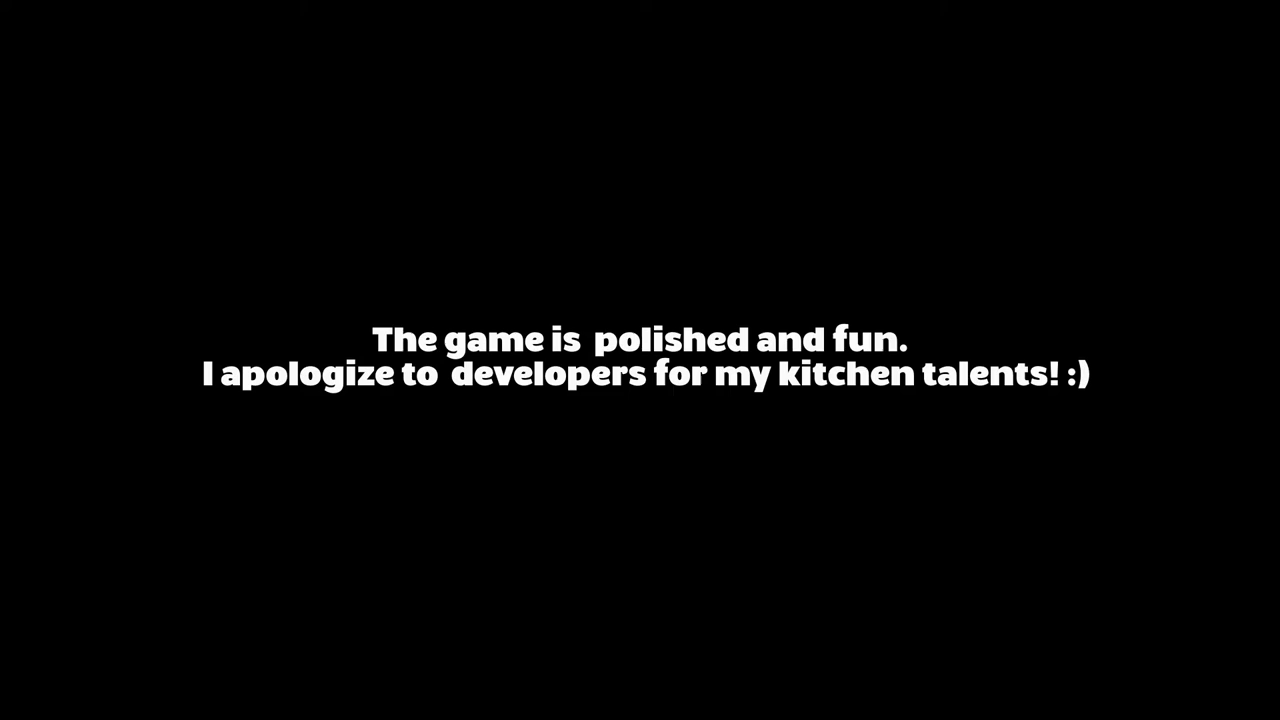 The game is  polished and fun.
I apologize to  developers for my kitchen talents! :)